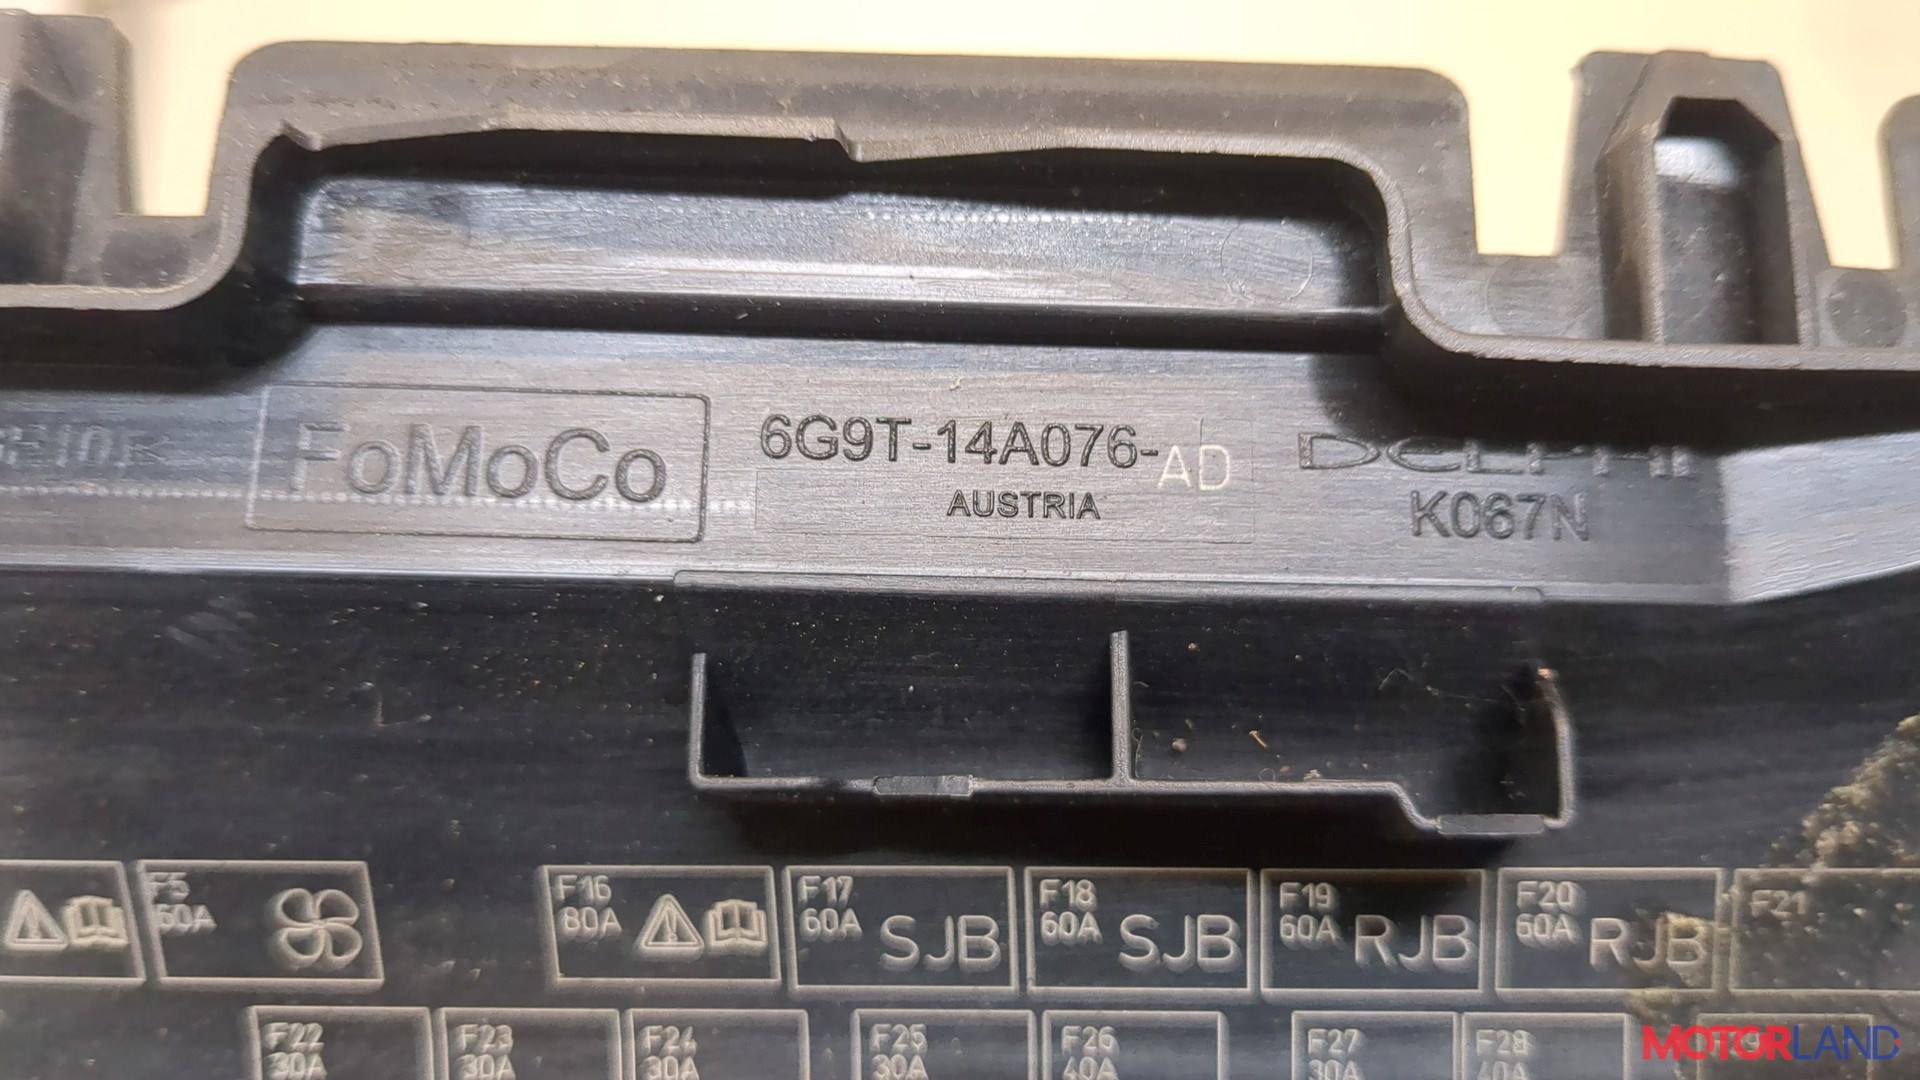 FoMoCo
6G9T-14A076-AD
AUSTRIA
DELPHI
K067N
F5
60A
F16
80A
F17
60A
SJB
F18
60A
SJB
F19
60A
RJB
F20
60A
RJB
F21
F22
30A
F23
30A
F24
30A
F25
30A
F26
40A
F27
30A
F28
40A
MOTORLAND